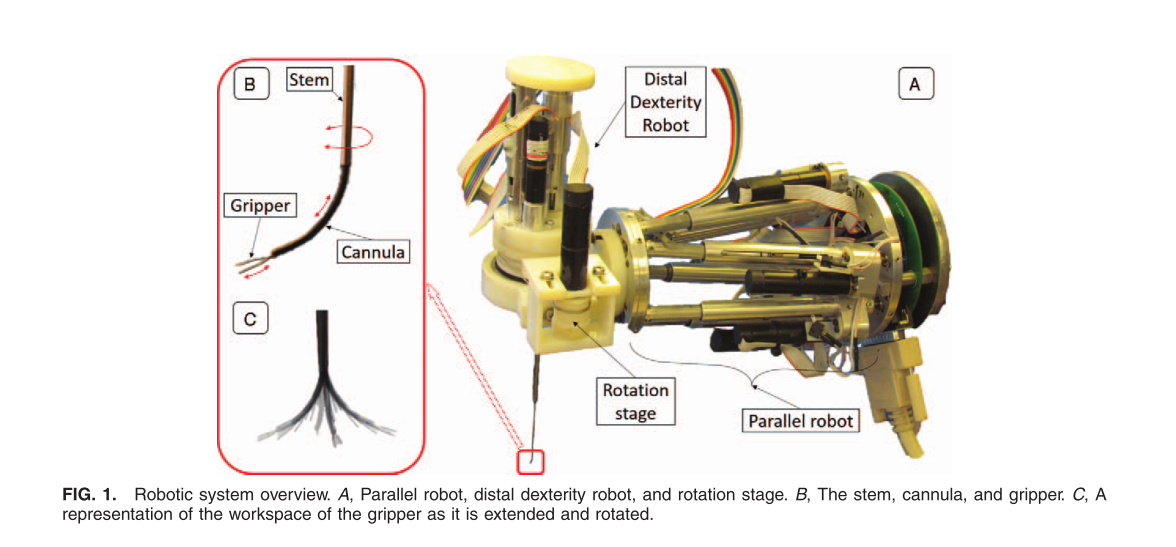 B
Stem
Gripper
Cannula
C
Distal
Dexterity
Robot
A
Rotation
stage
Parallel robot
FIG. 1. Robotic system overview. A, Parallel robot, distal dexterity robot, and rotation stage. B, The stem, cannula, and gripper. C, A
representation of the workspace of the gripper as it is extended and rotated.